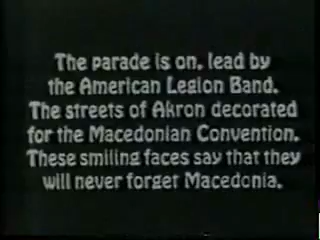 The parade is on, lead by
the American Legion Band.
The streets of Akron decorated
for the Macedonian Convention.
These smiling faces say that they
will never forget Macedonia.